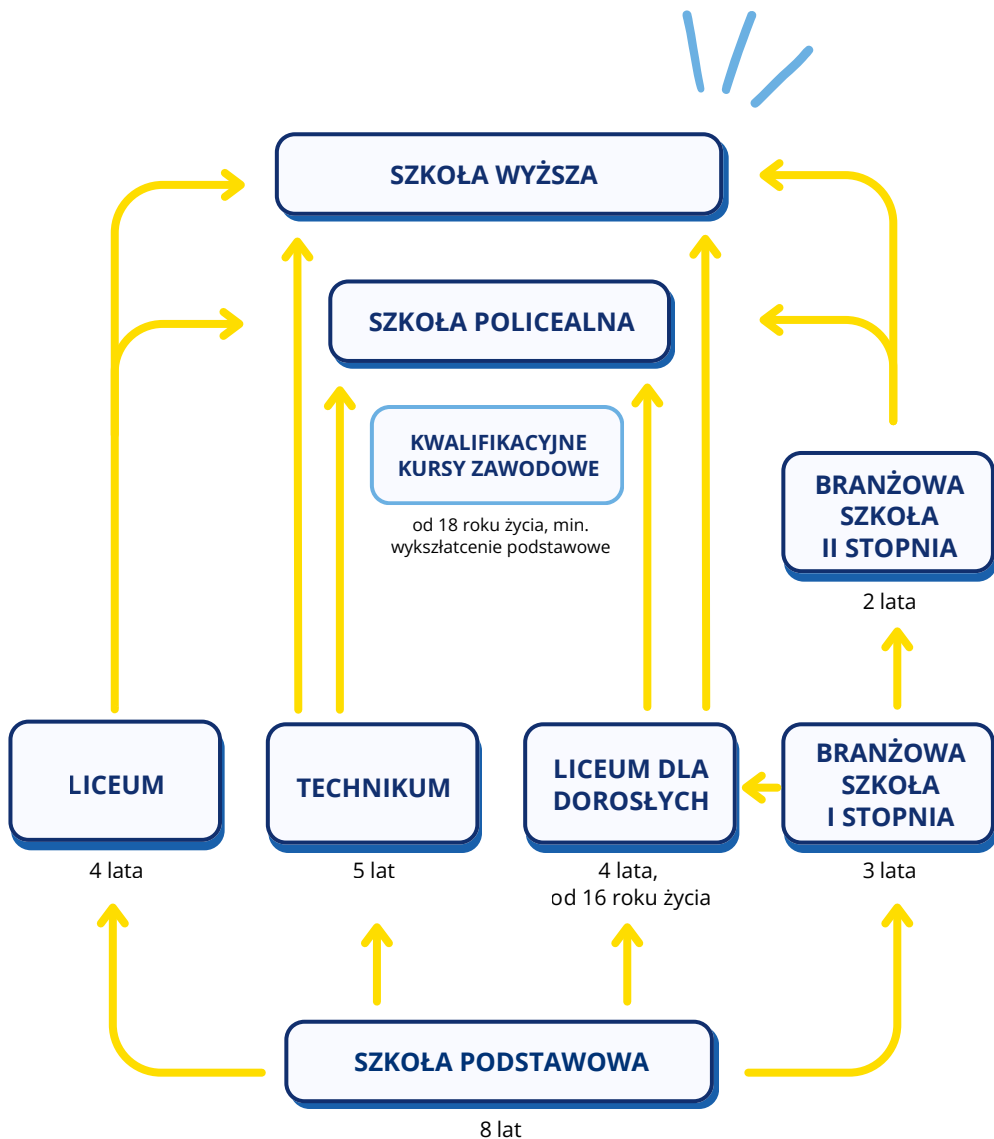 SZKOŁA WYŻSZA
SZKOŁA POLICEALNA
KWALIFIKACYJNE
KURSY ZAWODOWE
od 18 roku życia, min.
wykszłatcenie podstawowe
BRANŻOWA
SZKOŁA
II STOPNIA
2 lata
LICEUM
4 lata
TECHNIKUM
5 lat
LICEUM DLA
DOROSŁYCH
4 lata,
od 16 roku życia
BRANŻOWA
SZKOŁA
I STOPNIA
3 lata
SZKOŁA PODSTAWOWA
8 lat